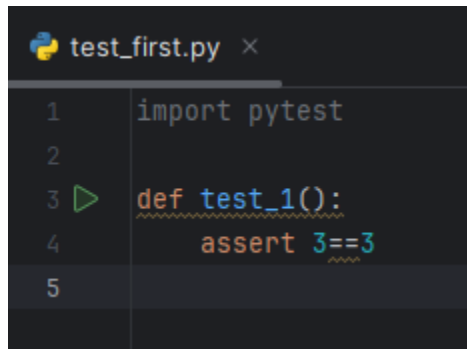 test_first.py ×
1 import pytest
2
3 def test_1():
4 assert 3==3
5